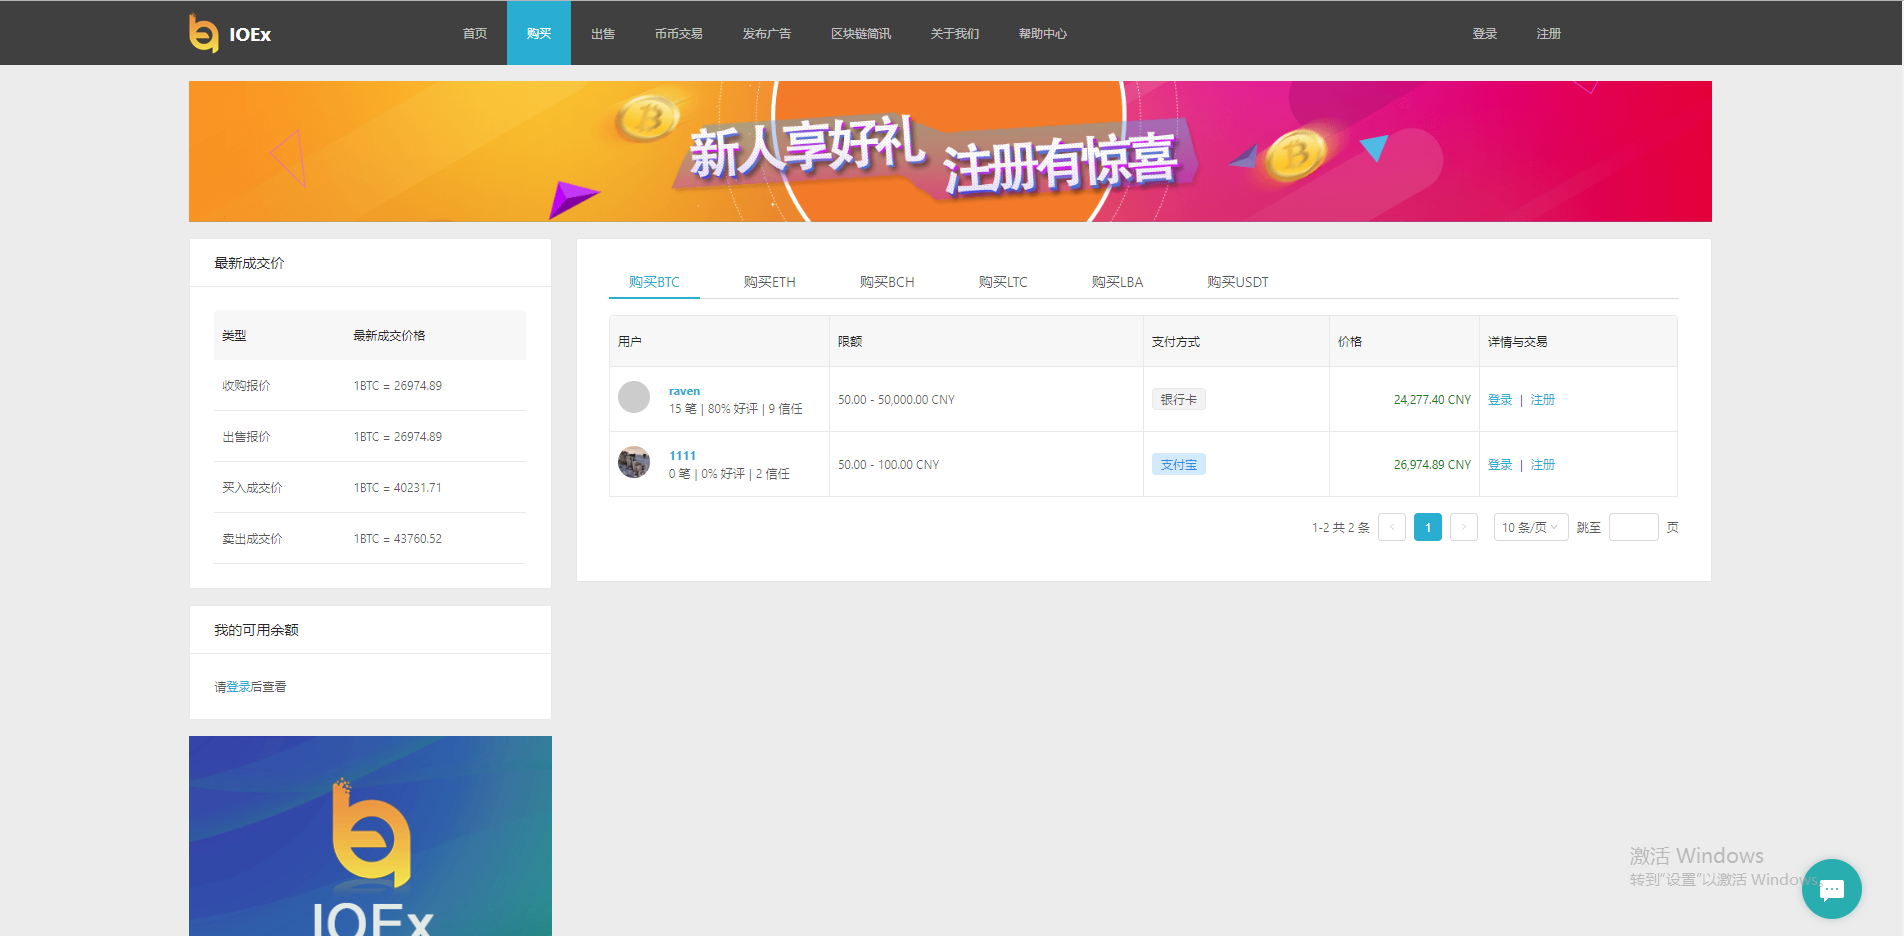 IOEx
首页 购买 出售 币币交易 发布广告 区块链简讯 关于我们 帮助中心 登录 注册
新人享好礼 注册有惊喜
最新成交价
类型 最新成交价格
收购报价 1BTC = 26974.89
出售报价 1BTC = 26974.89
买入成交价 1BTC = 40231.71
卖出成交价 1BTC = 43760.52
我的可用余额
请登录后查看
IOEx
购买BTC 购买ETH 购买BCH 购买LTC 购买LBA 购买USDT
用户 限额 支付方式 价格 详情与交易
raven
15 笔 | 80% 好评 | 9 信任 50.00 - 50,000.00 CNY 银行卡 24,277.40 CNY 登录 | 注册
1111
0 笔 | 0% 好评 | 2 信任 50.00 - 100.00 CNY 支付宝 26,974.89 CNY 登录 | 注册
1-2 共 2 条 < 1 > 10 条/页 跳至 页
激活 Windows
转到"设置"以激活 Windows。